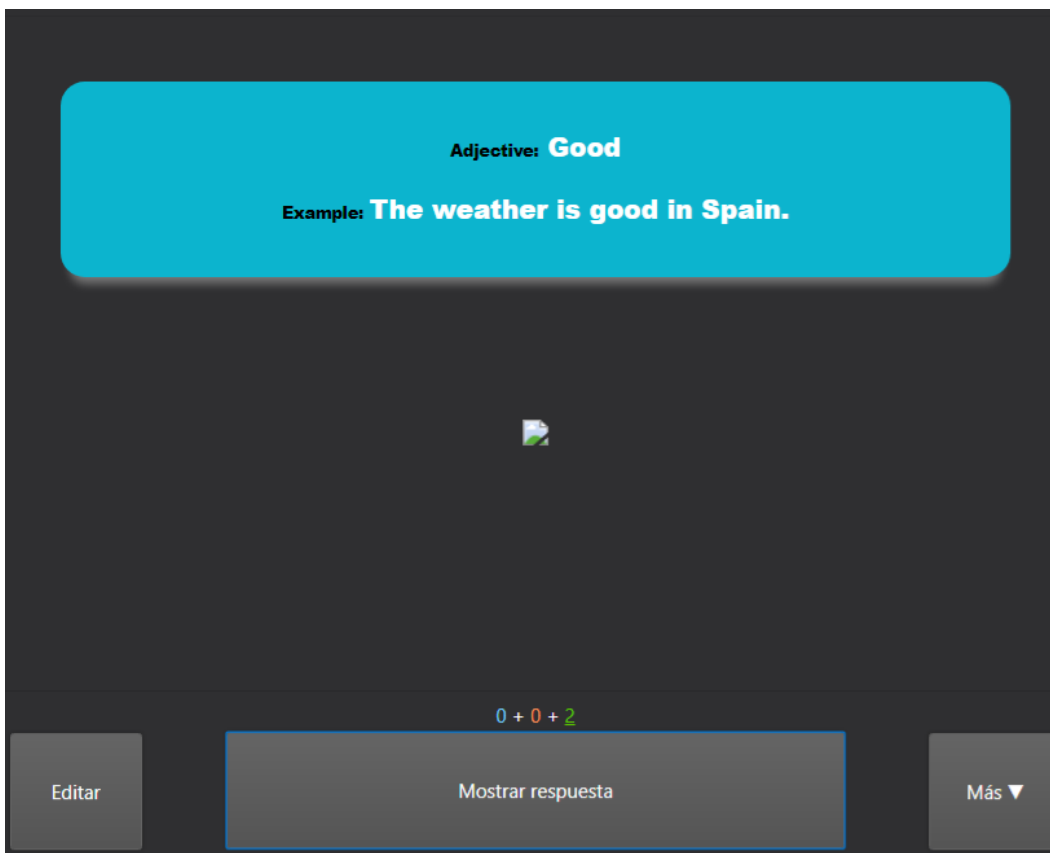 Adjective: Good
Example: The weather is good in Spain.
0 + 0 + 2
Editar
Mostrar respuesta
Más ▼